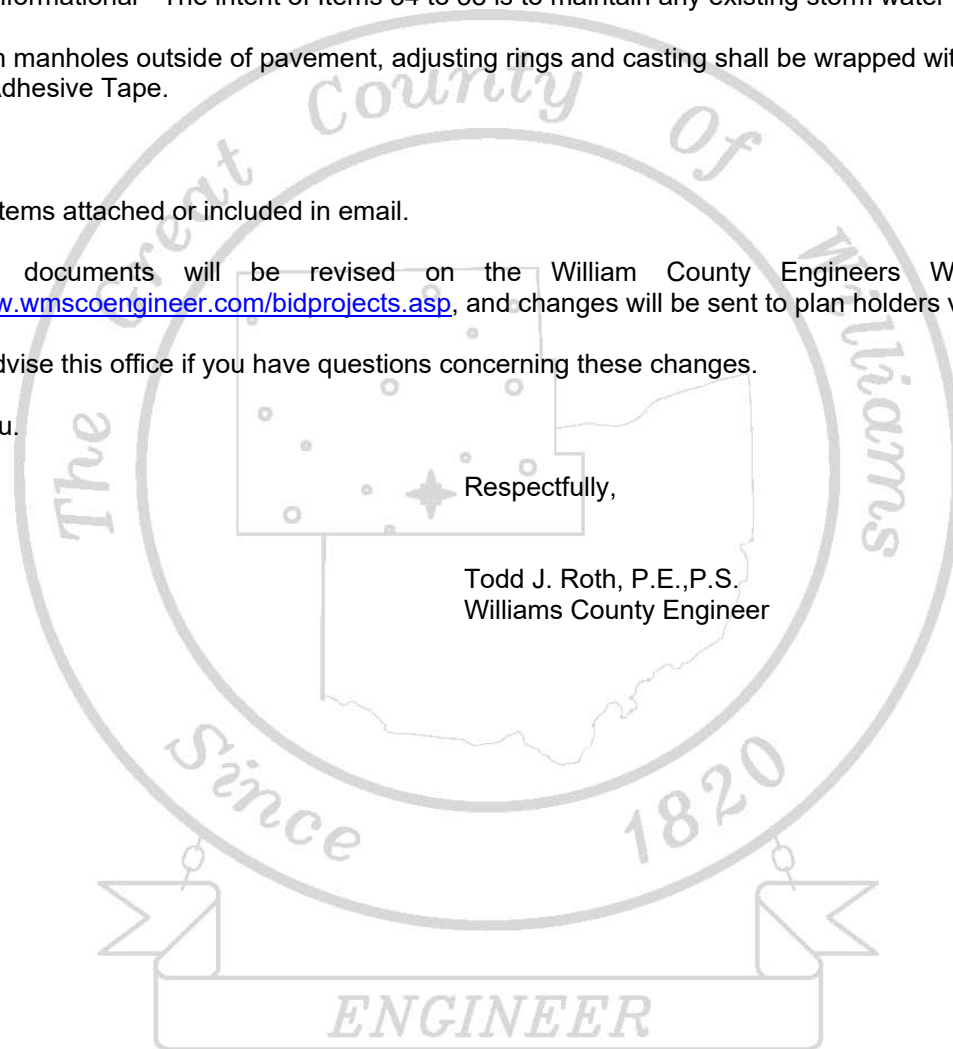 nformational - The intent of Items to is to maintain any existing storm water
n manholes outside of pavement, adjusting rings and casting shall be wrapped wit
Adhesive Tape.
tems attached or included in email.
documents will be revised on the William County Engineers W
w.wmscoengineer.com/bidprojects.asp, and changes will be sent to plan holders v
dvise this office if you have questions concerning these changes.
u.
Respectfully,
Todd J. Roth, P.E.,P.S.
Williams County Engineer
The Great County Of Williams
Since 1820
ENGINEER